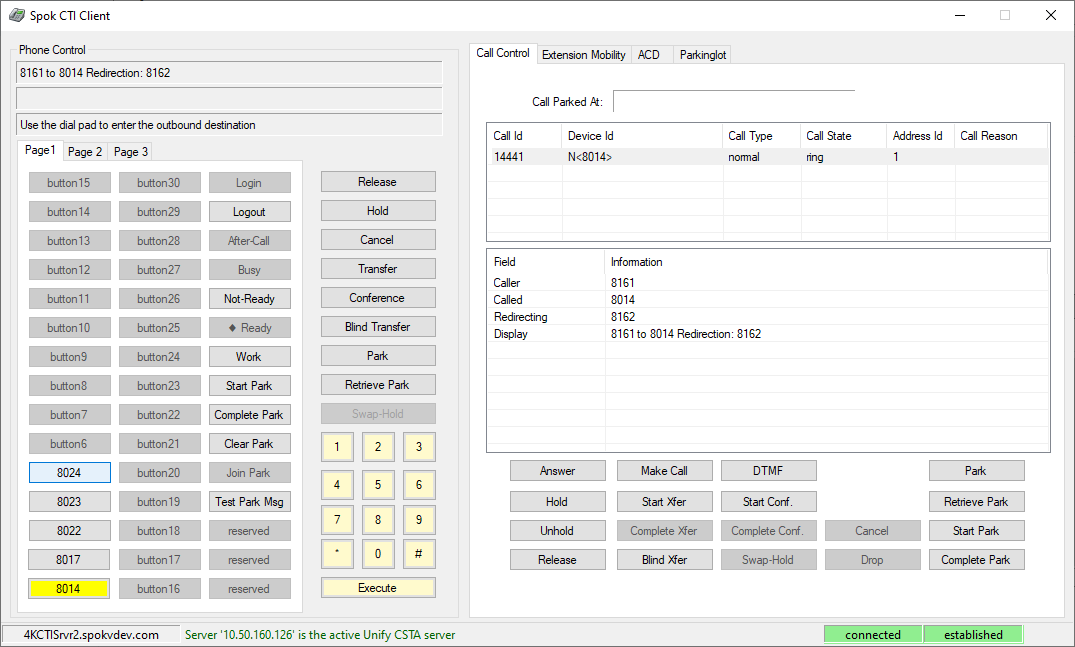 Spok CTI Client
Phone Control
8161 to 8014 Redirection: 8162
Use the dial pad to enter the outbound destination
Page1 Page 2 Page 3
button15 button30 Login
button14 button29 Logout
button13 button28 After-Call
button12 button27 Busy
button11 button26 Not-Ready
button10 button25 ♦ Ready
button9 button24 Work
button8 button23 Start Park
button7 button22 Complete Park
button6 button21 Clear Park
8024 button20 Join Park
8023 button19 Test Park Msg
8022 button18 reserved
8017 button17 reserved
8014 button16 reserved
Release
Hold
Cancel
Transfer
Conference
Blind Transfer
Park
Retrieve Park
Swap-Hold
1 2 3
4 5 6
7 8 9
* 0 #
Execute
Call Control Extension Mobility ACD Parkinglot
Call Parked At:
Call Id Device Id Call Type Call State Address Id Call Reason
14441 N<8014> normal ring 1
Field Information
Caller 8161
Called 8014
Redirecting 8162
Display 8161 to 8014 Redirection: 8162
Answer Make Call DTMF Park
Hold Start Xfer Start Conf. Retrieve Park
Unhold Complete Xfer Complete Conf. Cancel Start Park
Release Blind Xfer Swap-Hold Drop Complete Park
4KCTISrvr2.spokvdev.com Server '10.50.160.126' is the active Unify CSTA server connected established